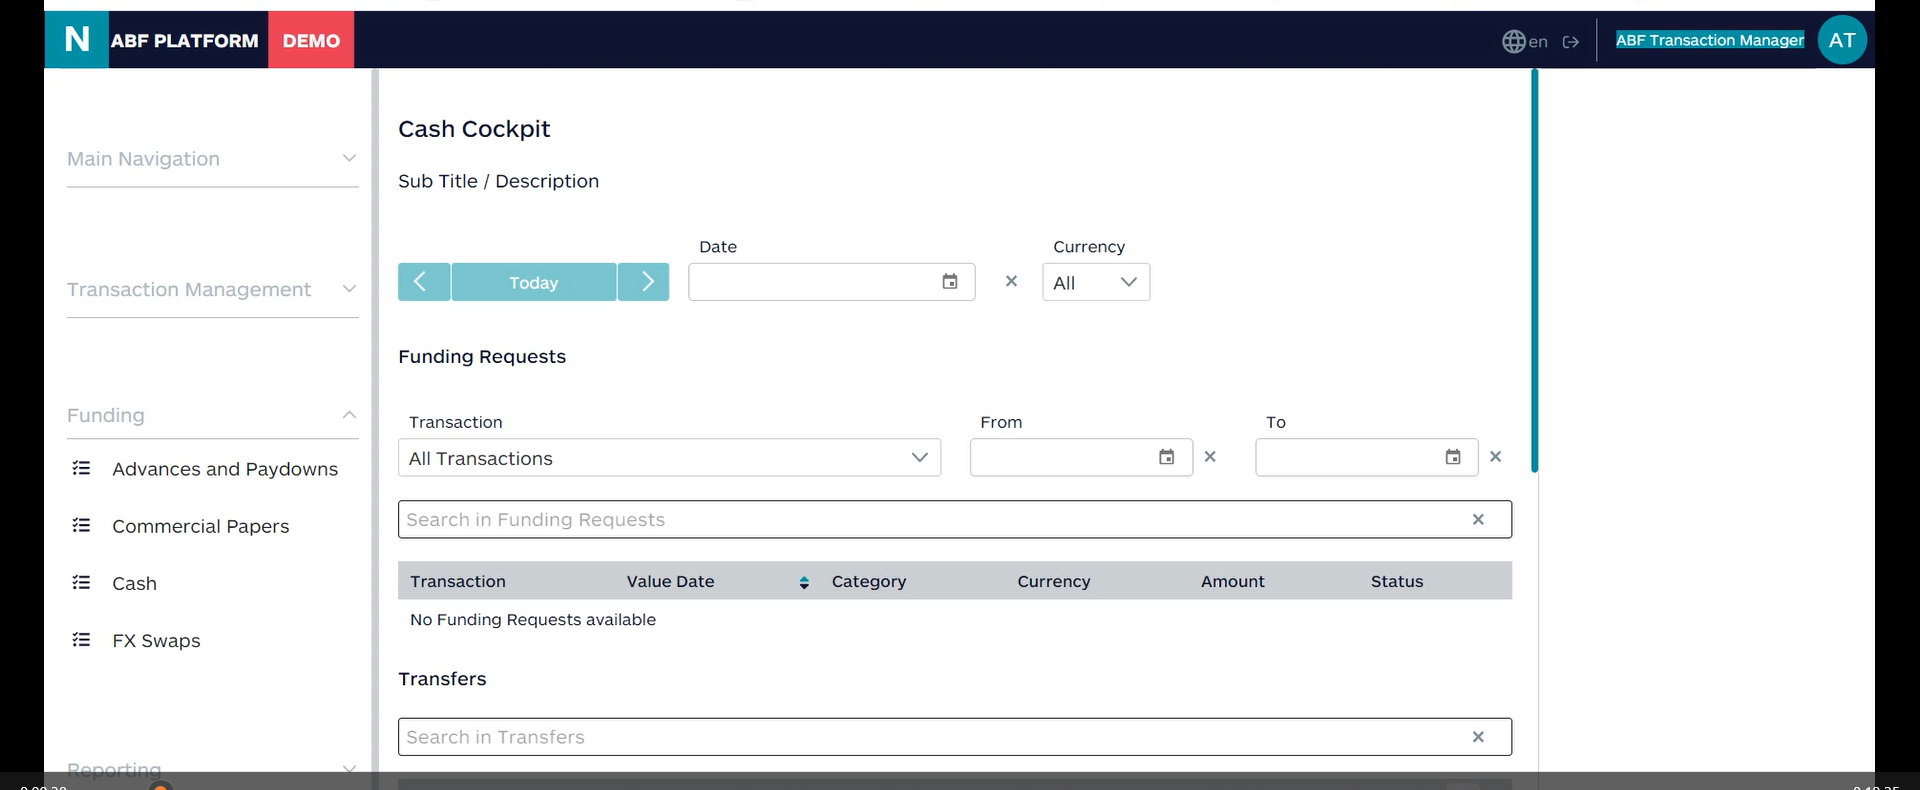 N ABF PLATFORM DEMO en ABF Transaction Manager AT
Main Navigation
Transaction Management
Funding
Advances and Paydowns
Commercial Papers
Cash
FX Swaps
Reporting
Cash Cockpit
Sub Title / Description
Date Currency
Today All
Funding Requests
Transaction From To
All Transactions
Search in Funding Requests
Transaction Value Date Category Currency Amount Status
No Funding Requests available
Transfers
Search in Transfers